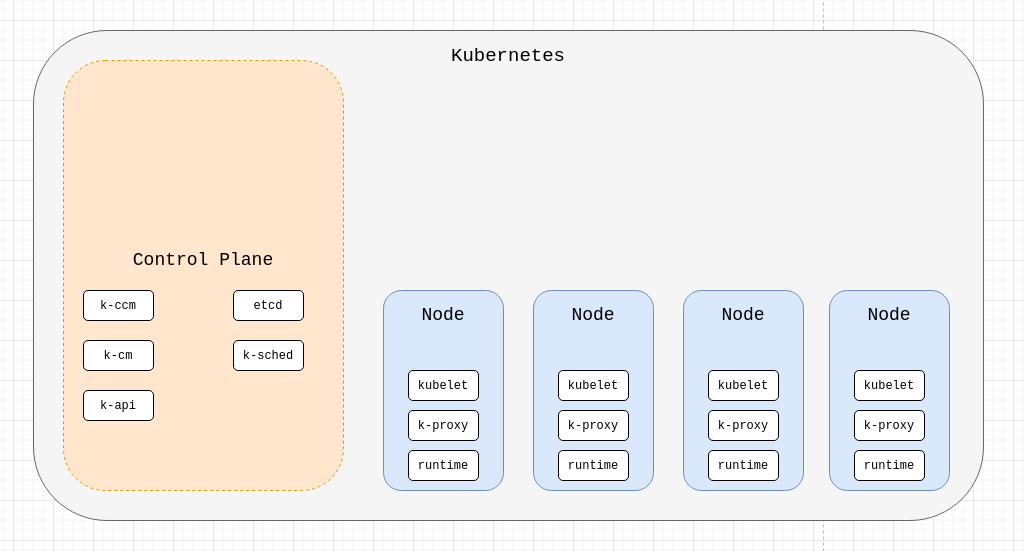 Kubernetes
Control Plane
k-ccm
etcd
k-cm
k-sched
k-api
Node
kubelet
k-proxy
runtime
Node
kubelet
k-proxy
runtime
Node
kubelet
k-proxy
runtime
Node
kubelet
k-proxy
runtime